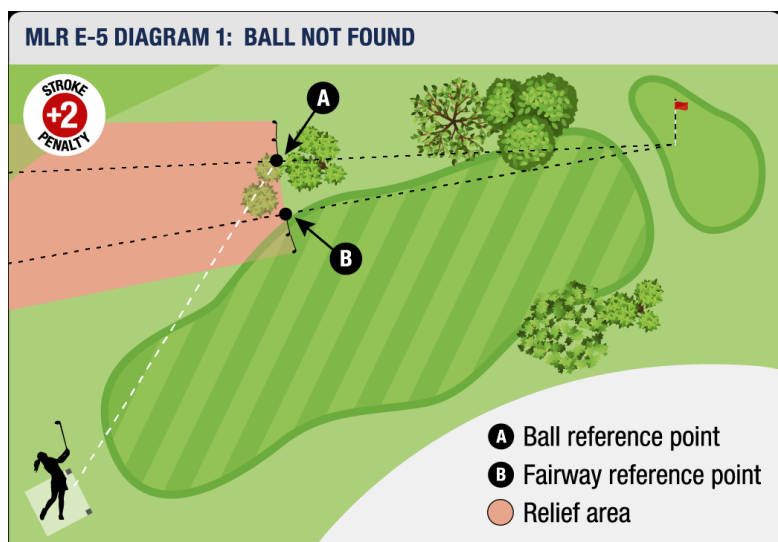 MLR E-5 DIAGRAM 1: BALL NOT FOUND
STROKE
+2
PENALTY
A
B
A Ball reference point
B Fairway reference point
Relief area